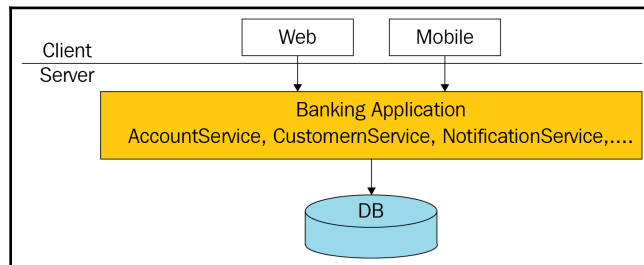 Web
Mobile
Client
Server
Banking Application
AccountService, CustomernService, NotificationService,....
DB